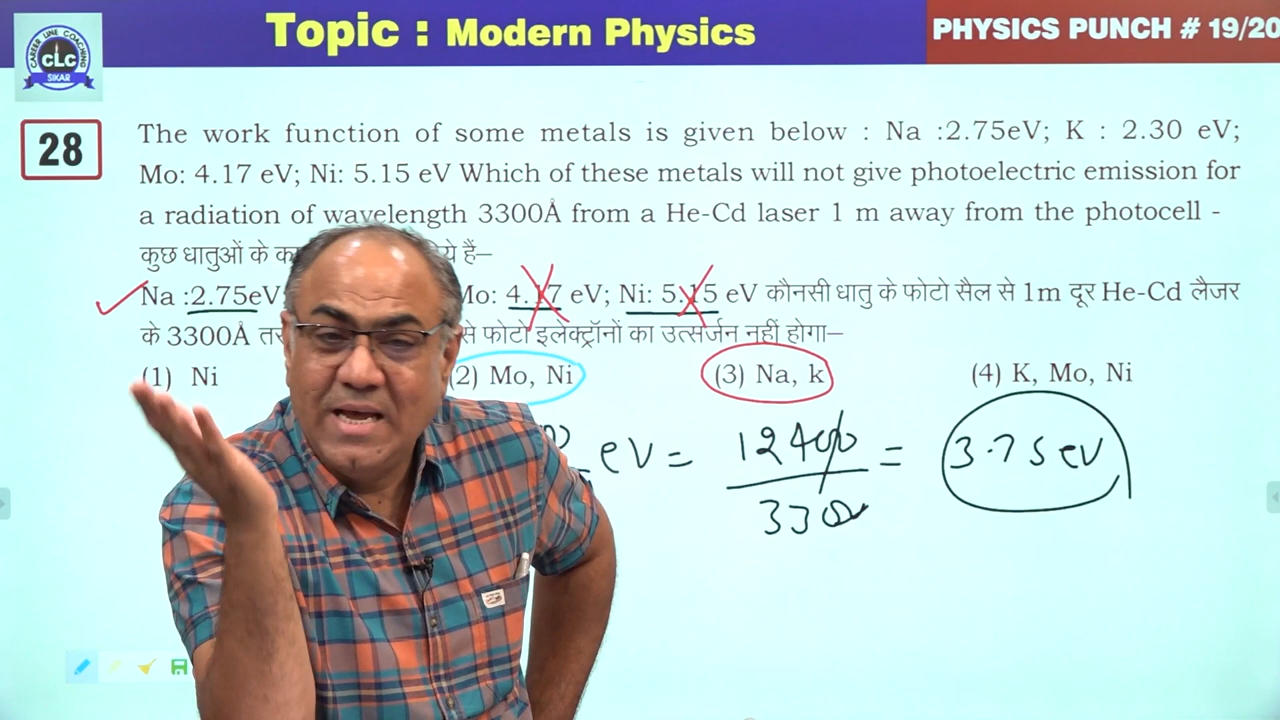 Topic : Modern Physics
PHYSICS PUNCH # 19/20
CAREER LINE COACHING
CLC
SIKAR
28
The work function of some metals is given below : Na :2.75eV; K : 2.30 eV;
Mo: 4.17 eV; Ni: 5.15 eV Which of these metals will not give photoelectric emission for
a radiation of wavelength 3300Å from a He-Cd laser 1 m away from the photocell -
कुछ धातुओं के का ये हैं–
Na :2.75eV Mo: 4.17 eV; Ni: 5.15 eV कौनसी धातु के फोटो सैल से 1m दूर He-Cd लैजर
के 3300Å से फोटो इलेक्ट्रॉनों का उत्सर्जन नहीं होगा–
(1) Ni (2) Mo, Ni (3) Na, k (4) K, Mo, Ni
eV = 12400 / 3300 = 3.75 eV